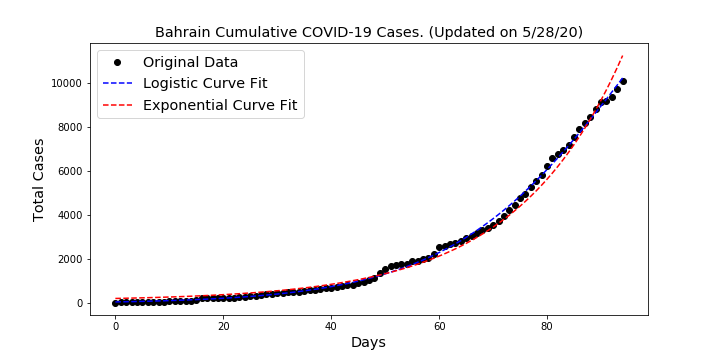 Bahrain Cumulative COVID-19 Cases. (Updated on 5/28/20)
Original Data
Logistic Curve Fit
Exponential Curve Fit
Total Cases
10000
8000
6000
4000
2000
0
0 20 40 60 80
Days